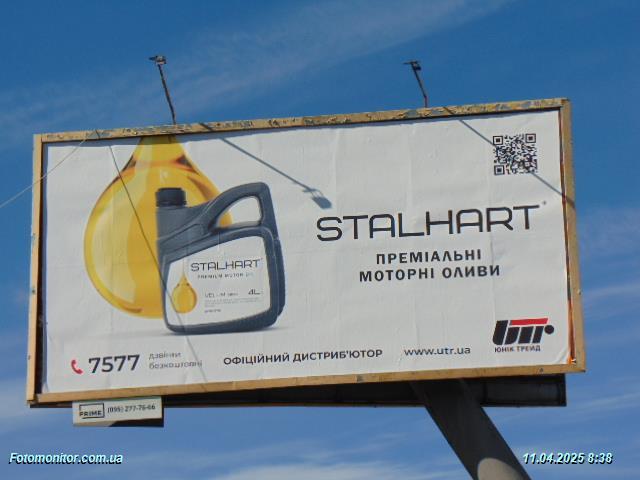 STALHART
ПРЕМІАЛЬНІ
МОТОРНІ ОЛИВИ
STALHART
PREMIUM MOTOR OIL
4L
7577
дзвінки
безкоштовні
ОФІЦІЙНИЙ ДИСТРИБ'ЮТОР
www.utr.ua
utr
ЮНІК ТРЕЙД
PRIME
(095) 277-76-66
Fotomonitor.com.ua
11.04.2025 8:38